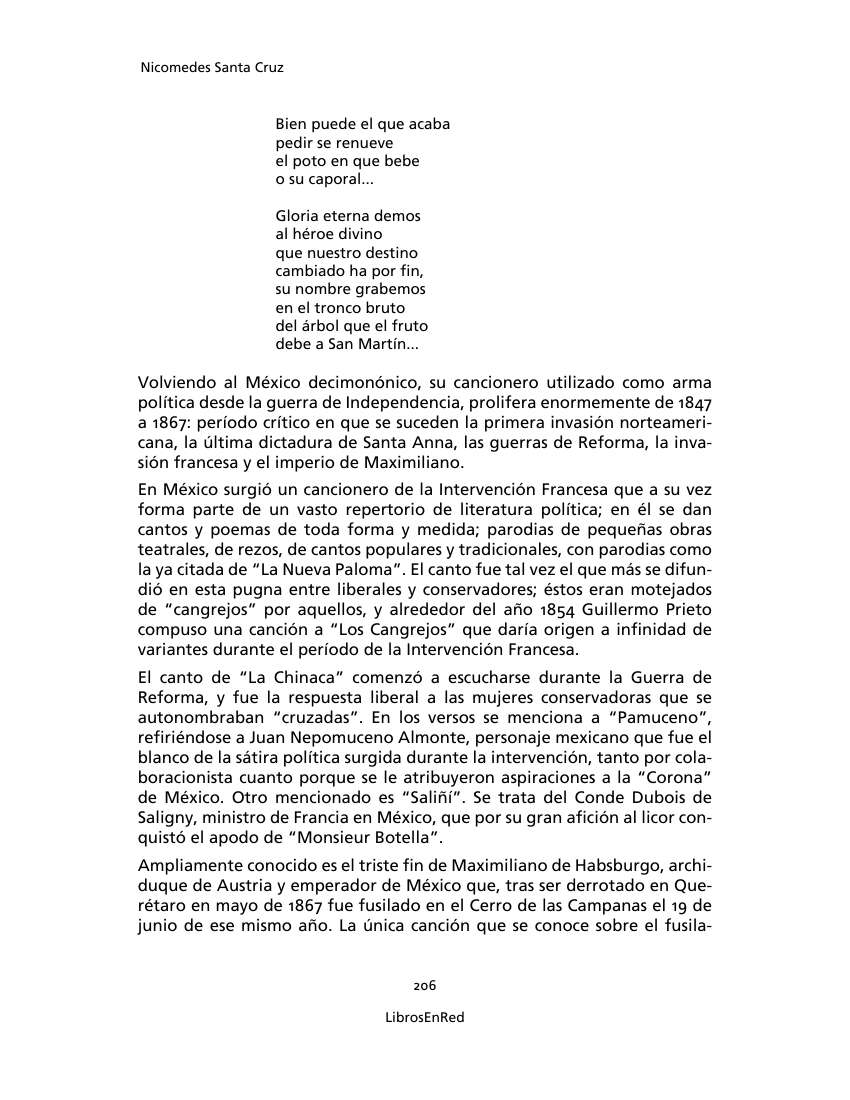 Nicomedes Santa Cruz
Bien puede el que acaba
pedir se renueve
el poto en que bebe
o su caporal...
Gloria eterna demos
al héroe divino
que nuestro destino
cambiado ha por fin,
su nombre grabemos
en el tronco bruto
del árbol que el fruto
debe a San Martín...
Volviendo al México decimonónico, su cancionero utilizado como arma
política desde la guerra de Independencia, prolifera enormemente de 1847
a 1867: período crítico en que se suceden la primera invasión norteameri-
cana, la última dictadura de Santa Anna, las guerras de Reforma, la inva-
sión francesa y el imperio de Maximiliano.
En México surgió un cancionero de la Intervención Francesa que a su vez
forma parte de un vasto repertorio de literatura política; en él se dan
cantos y poemas de toda forma y medida; parodias de pequeñas obras
teatrales, de rezos, de cantos populares y tradicionales, con parodias como
la ya citada de “La Nueva Paloma”. El canto fue tal vez el que más se difun-
dió en esta pugna entre liberales y conservadores; éstos eran motejados
de “cangrejos” por aquellos, y alrededor del año 1854 Guillermo Prieto
compuso una canción a “Los Cangrejos” que daría origen a infinidad de
variantes durante el período de la Intervención Francesa.
El canto de “La Chinaca” comenzó a escucharse durante la Guerra de
Reforma, y fue la respuesta liberal a las mujeres conservadoras que se
autonombraban “cruzadas”. En los versos se menciona a “Pamuceno”,
refiriéndose a Juan Nepomuceno Almonte, personaje mexicano que fue el
blanco de la sátira política surgida durante la intervención, tanto por cola-
boracionista cuanto porque se le atribuyeron aspiraciones a la “Corona”
de México. Otro mencionado es “Saliñí”. Se trata del Conde Dubois de
Saligny, ministro de Francia en México, que por su gran afición al licor con-
quistó el apodo de “Monsieur Botella”.
Ampliamente conocido es el triste fin de Maximiliano de Habsburgo, archi-
duque de Austria y emperador de México que, tras ser derrotado en Que-
rétaro en mayo de 1867 fue fusilado en el Cerro de las Campanas el 19 de
junio de ese mismo año. La única canción que se conoce sobre el fusila-
206
LibrosEnRed